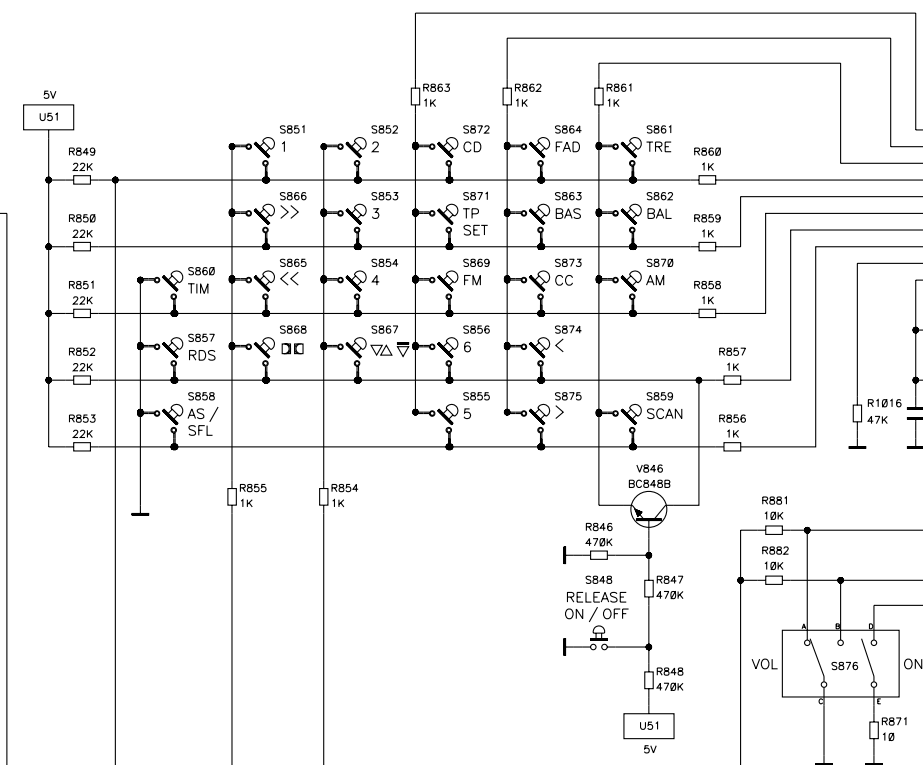 R863
1K
R862
1K
R861
1K
5V
U51
R849
22K
S851
1
S852
2
S872
CD
S864
FAD
S861
TRE
R860
1K
R850
22K
S866
>>
S853
3
S871
TP
SET
S863
BAS
S862
BAL
R859
1K
R851
22K
S860
TIM
S865
<<
S854
4
S869
FM
S873
CC
S870
AM
R858
1K
R852
22K
S857
RDS
S868
S867
S856
6
S874
<
R857
1K
R853
22K
S858
AS /
SFL
S855
5
S875
>
S859
SCAN
R856
1K
R1016
47K
R855
1K
R854
1K
V846
BC848B
R846
470K
S848
RELEASE
ON / OFF
R847
470K
R848
470K
U51
5V
R881
10K
R882
10K
A
B
D
VOL
S876
ON
C
E
R871
10